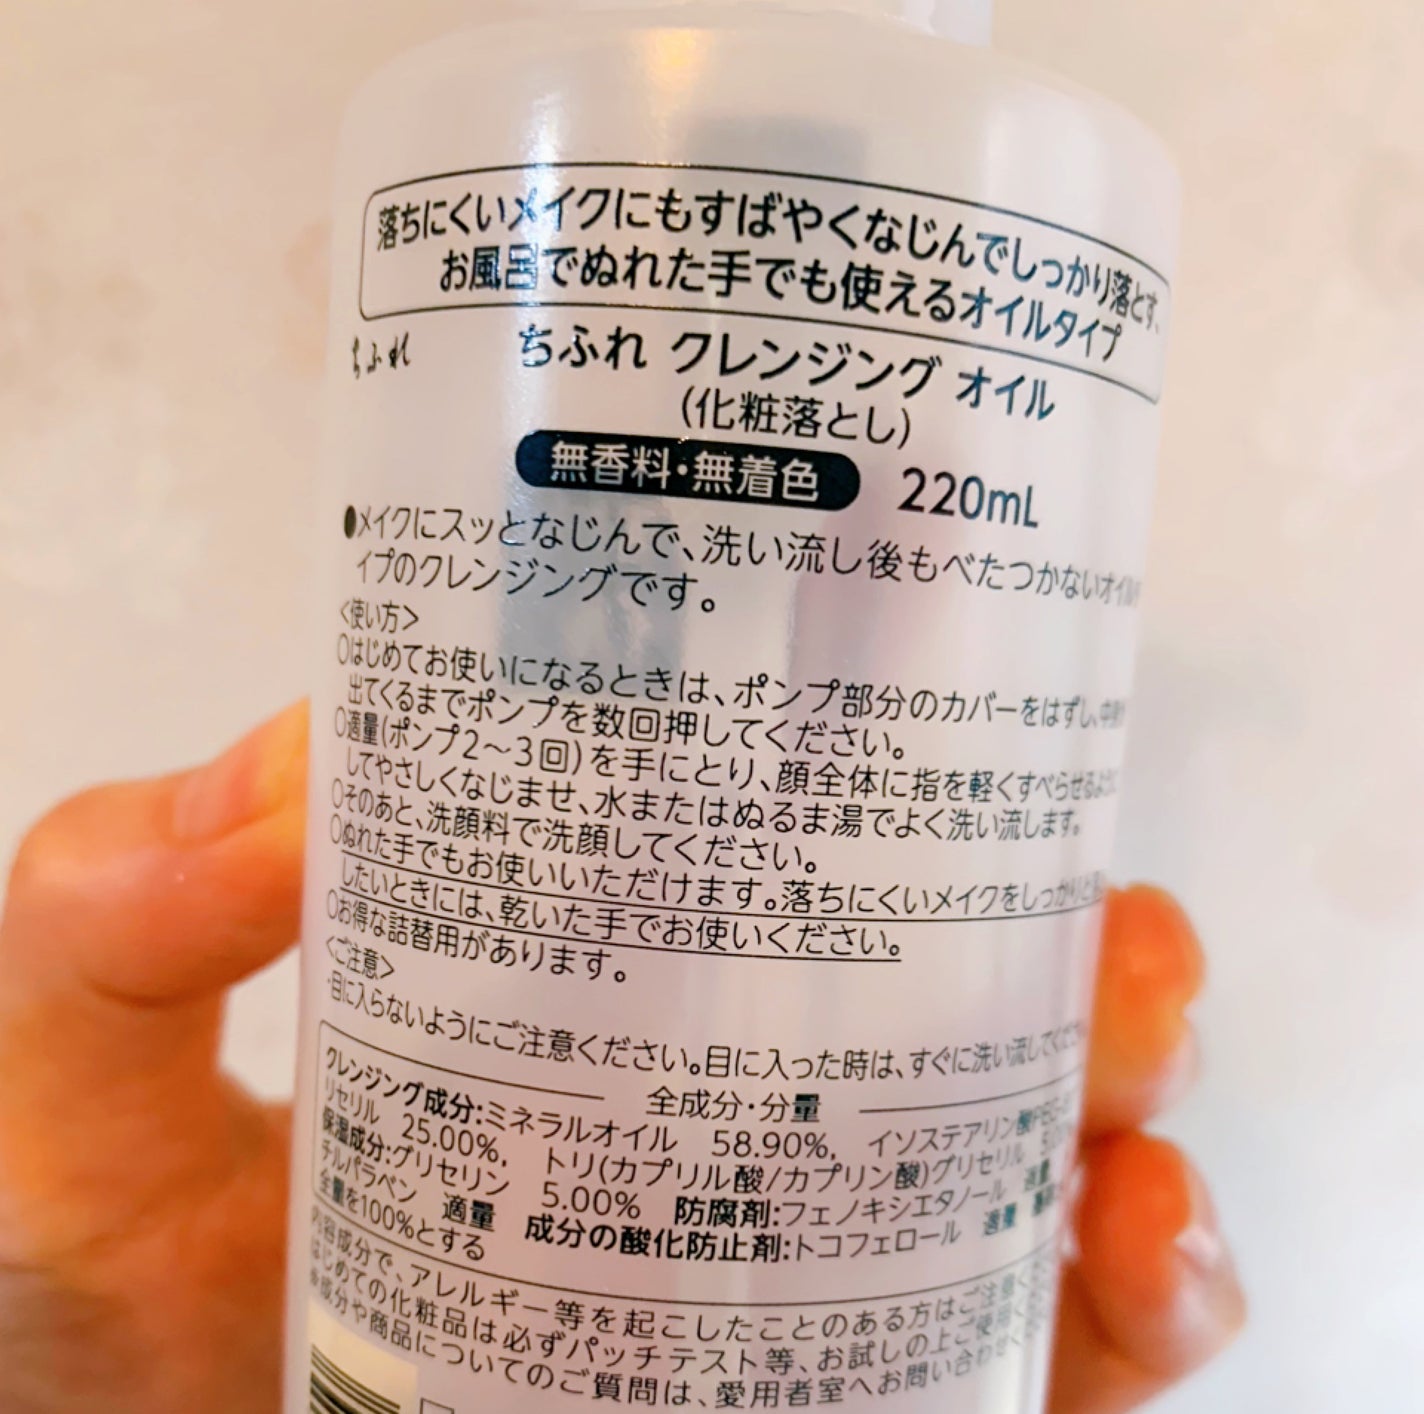 落ちにくいメイクにもすばやくなじんでしっかり落とす、
お風呂でぬれた手でも使えるオイルタイプ
ちふれ
ちふれ クレンジング オイル
(化粧落とし)
無香料・無着色 220mL
●メイクにスッとなじんで、洗い流し後もべたつかないオイルタ
イプのクレンジングです。
<使い方>
○はじめてお使いになるときは、ポンプ部分のカバーをはずし、中身が
出てくるまでポンプを数回押してください。
○適量(ポンプ2～3回)を手にとり、顔全体に指を軽くすべらせるように
してやさしくなじませ、水またはぬるま湯でよく洗い流します。
○そのあと、洗顔料で洗顔してください。
○ぬれた手でもお使いいただけます。落ちにくいメイクをしっかりと
したいときには、乾いた手でお使いください。
○お得な詰替用があります。
<ご注意>
・目に入らないようにご注意ください。目に入った時は、すぐに洗い流してくださ
全成分・分量
クレンジング成分:ミネラルオイル 58.90%, イソステアリン酸PEG-8グ
リセリル 25.00%, トリ(カプリル酸/カプリン酸)グリセリル 5.00%
保湿成分:グリセリン 5.00% 防腐剤:フェノキシエタノール 適量,
チルパラベン 適量 成分の酸化防止剤:トコフェロール 適量
全量を100%とする
内容成分で、アレルギー等を起こしたことのある方はご注意く
はじめての化粧品は必ずパッチテスト等、お試しの上ご使用く
全成分や商品についてのご質問は、愛用者室へお問い合わせく